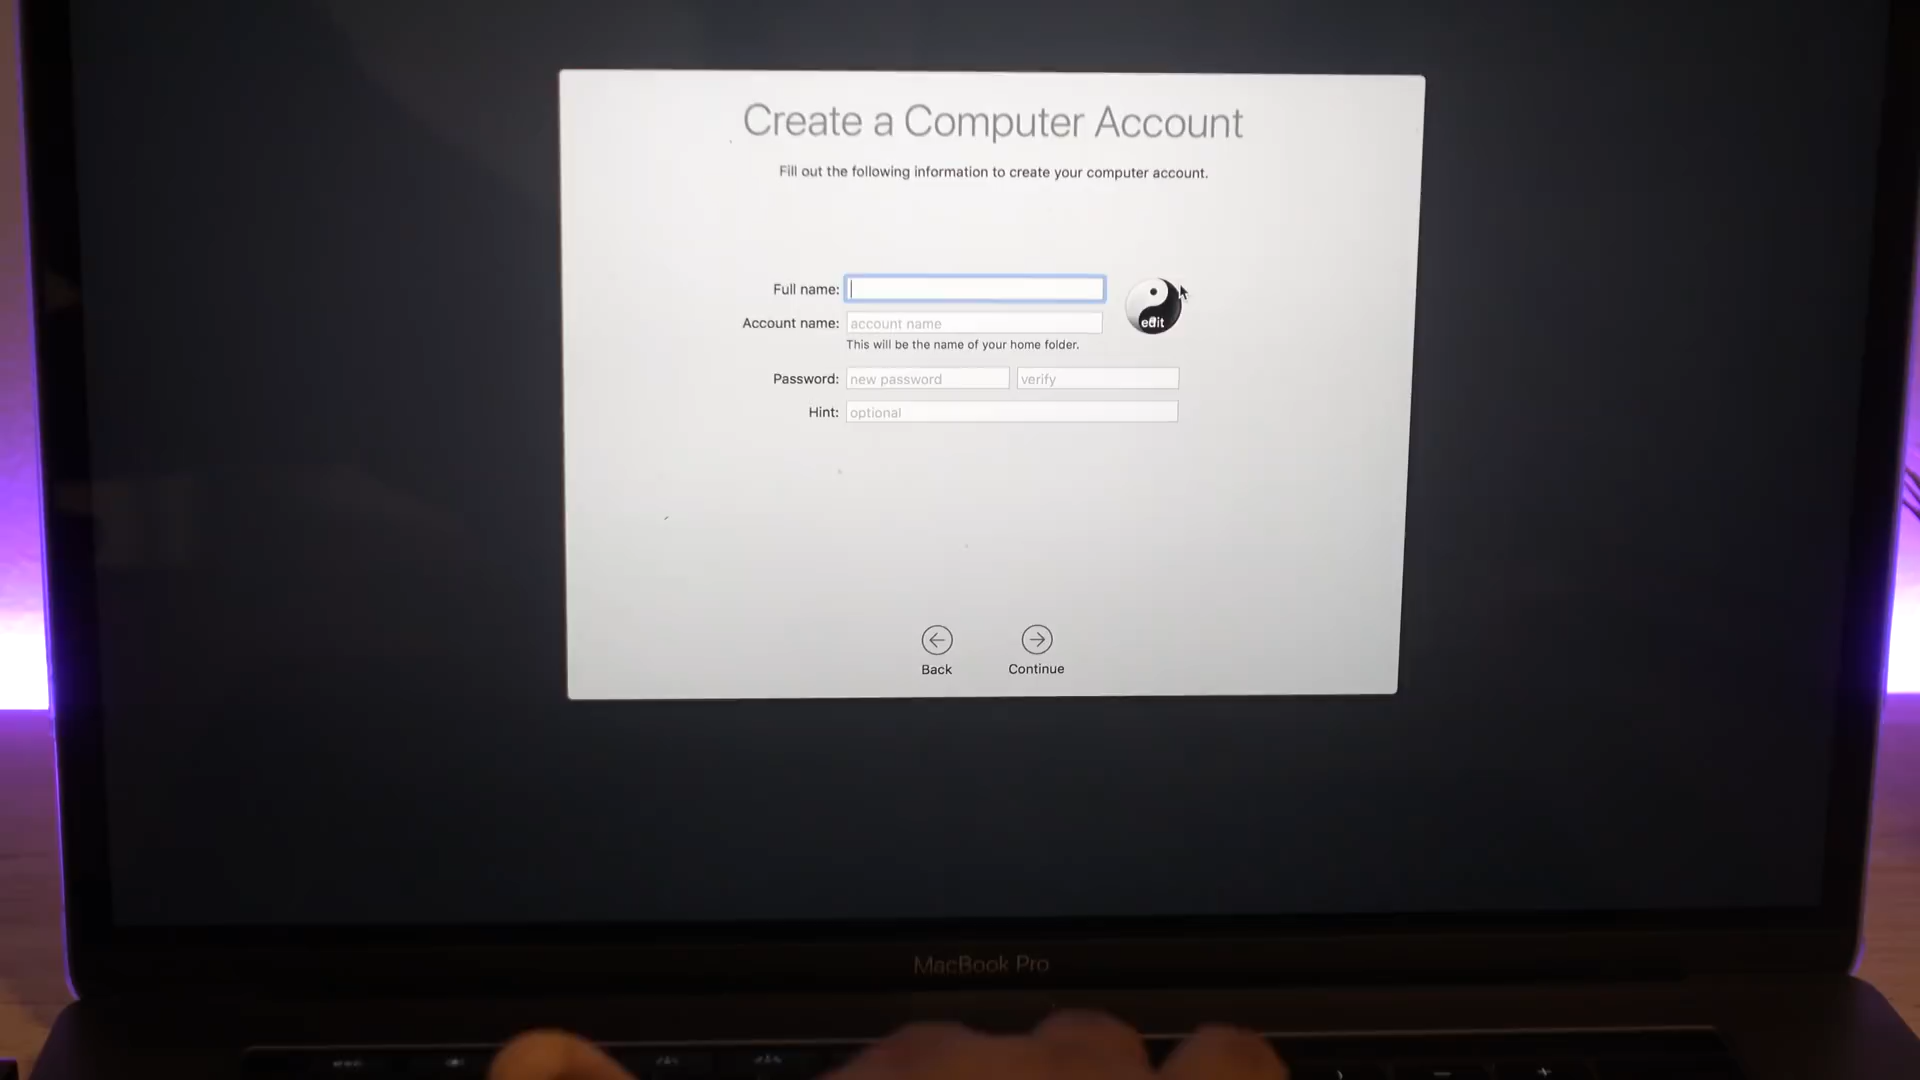 Create a Computer Account
Fill out the following information to create your computer account.
Full name:
edit
Account name: account name
This will be the name of your home folder.
Password: new password verify
Hint: optional
Back Continue
MacBook Pro